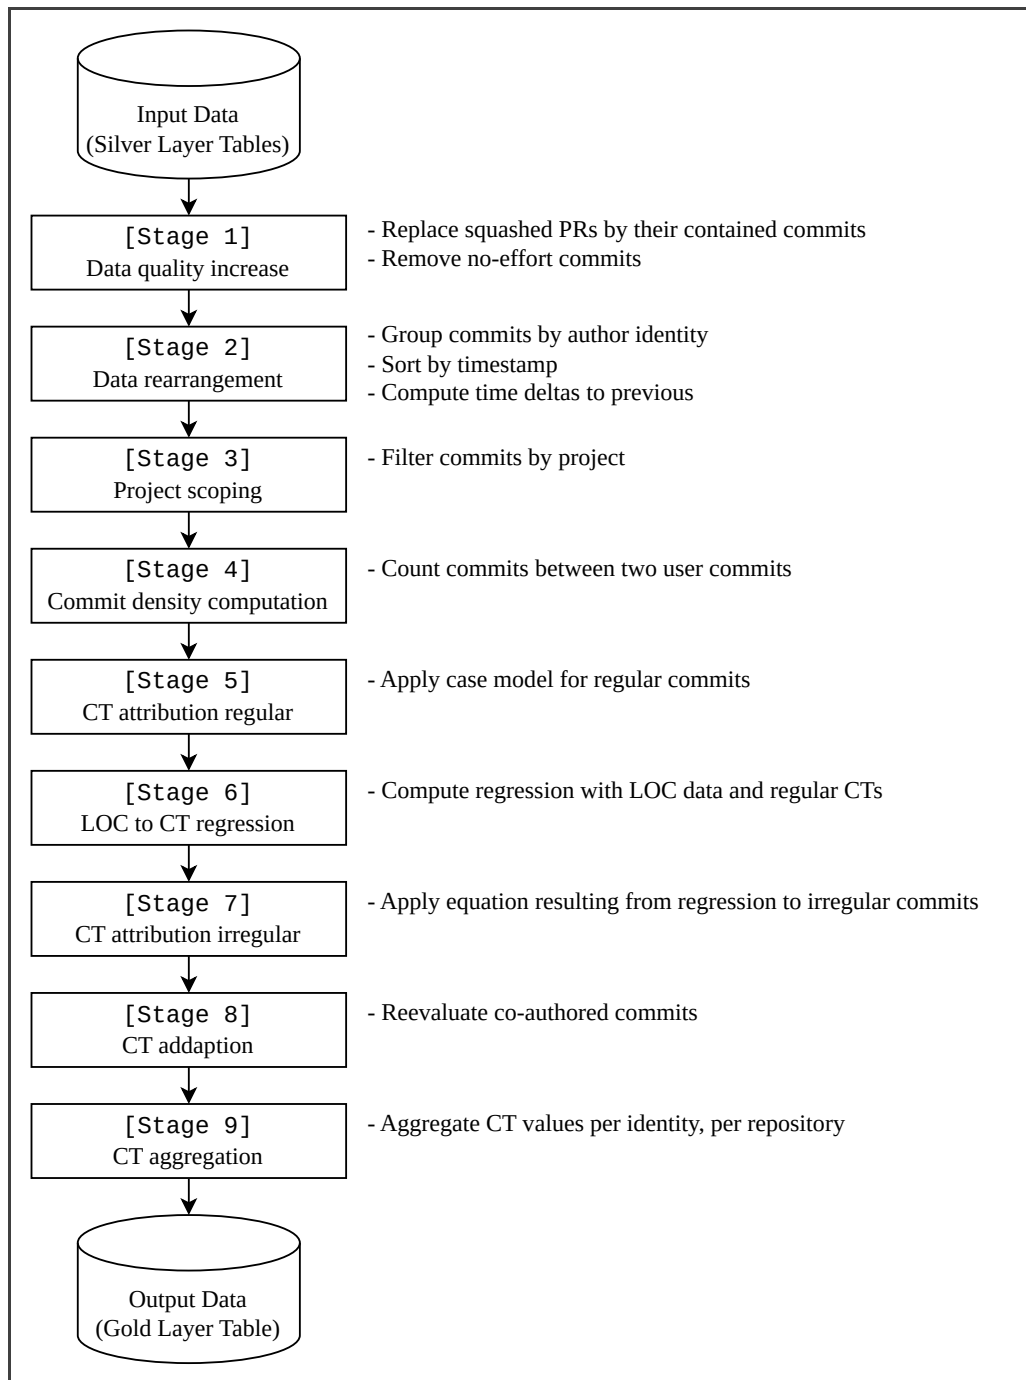 Input Data
(Silver Layer Tables)
[Stage 1]
Data quality increase
- Replace squashed PRs by their contained commits
- Remove no-effort commits
[Stage 2]
Data rearrangement
- Group commits by author identity
- Sort by timestamp
- Compute time deltas to previous
[Stage 3]
Project scoping
- Filter commits by project
[Stage 4]
Commit density computation
- Count commits between two user commits
[Stage 5]
CT attribution regular
- Apply case model for regular commits
[Stage 6]
LOC to CT regression
- Compute regression with LOC data and regular CTs
[Stage 7]
CT attribution irregular
- Apply equation resulting from regression to irregular commits
[Stage 8]
CT addaption
- Reevaluate co-authored commits
[Stage 9]
CT aggregation
- Aggregate CT values per identity, per repository
Output Data
(Gold Layer Table)